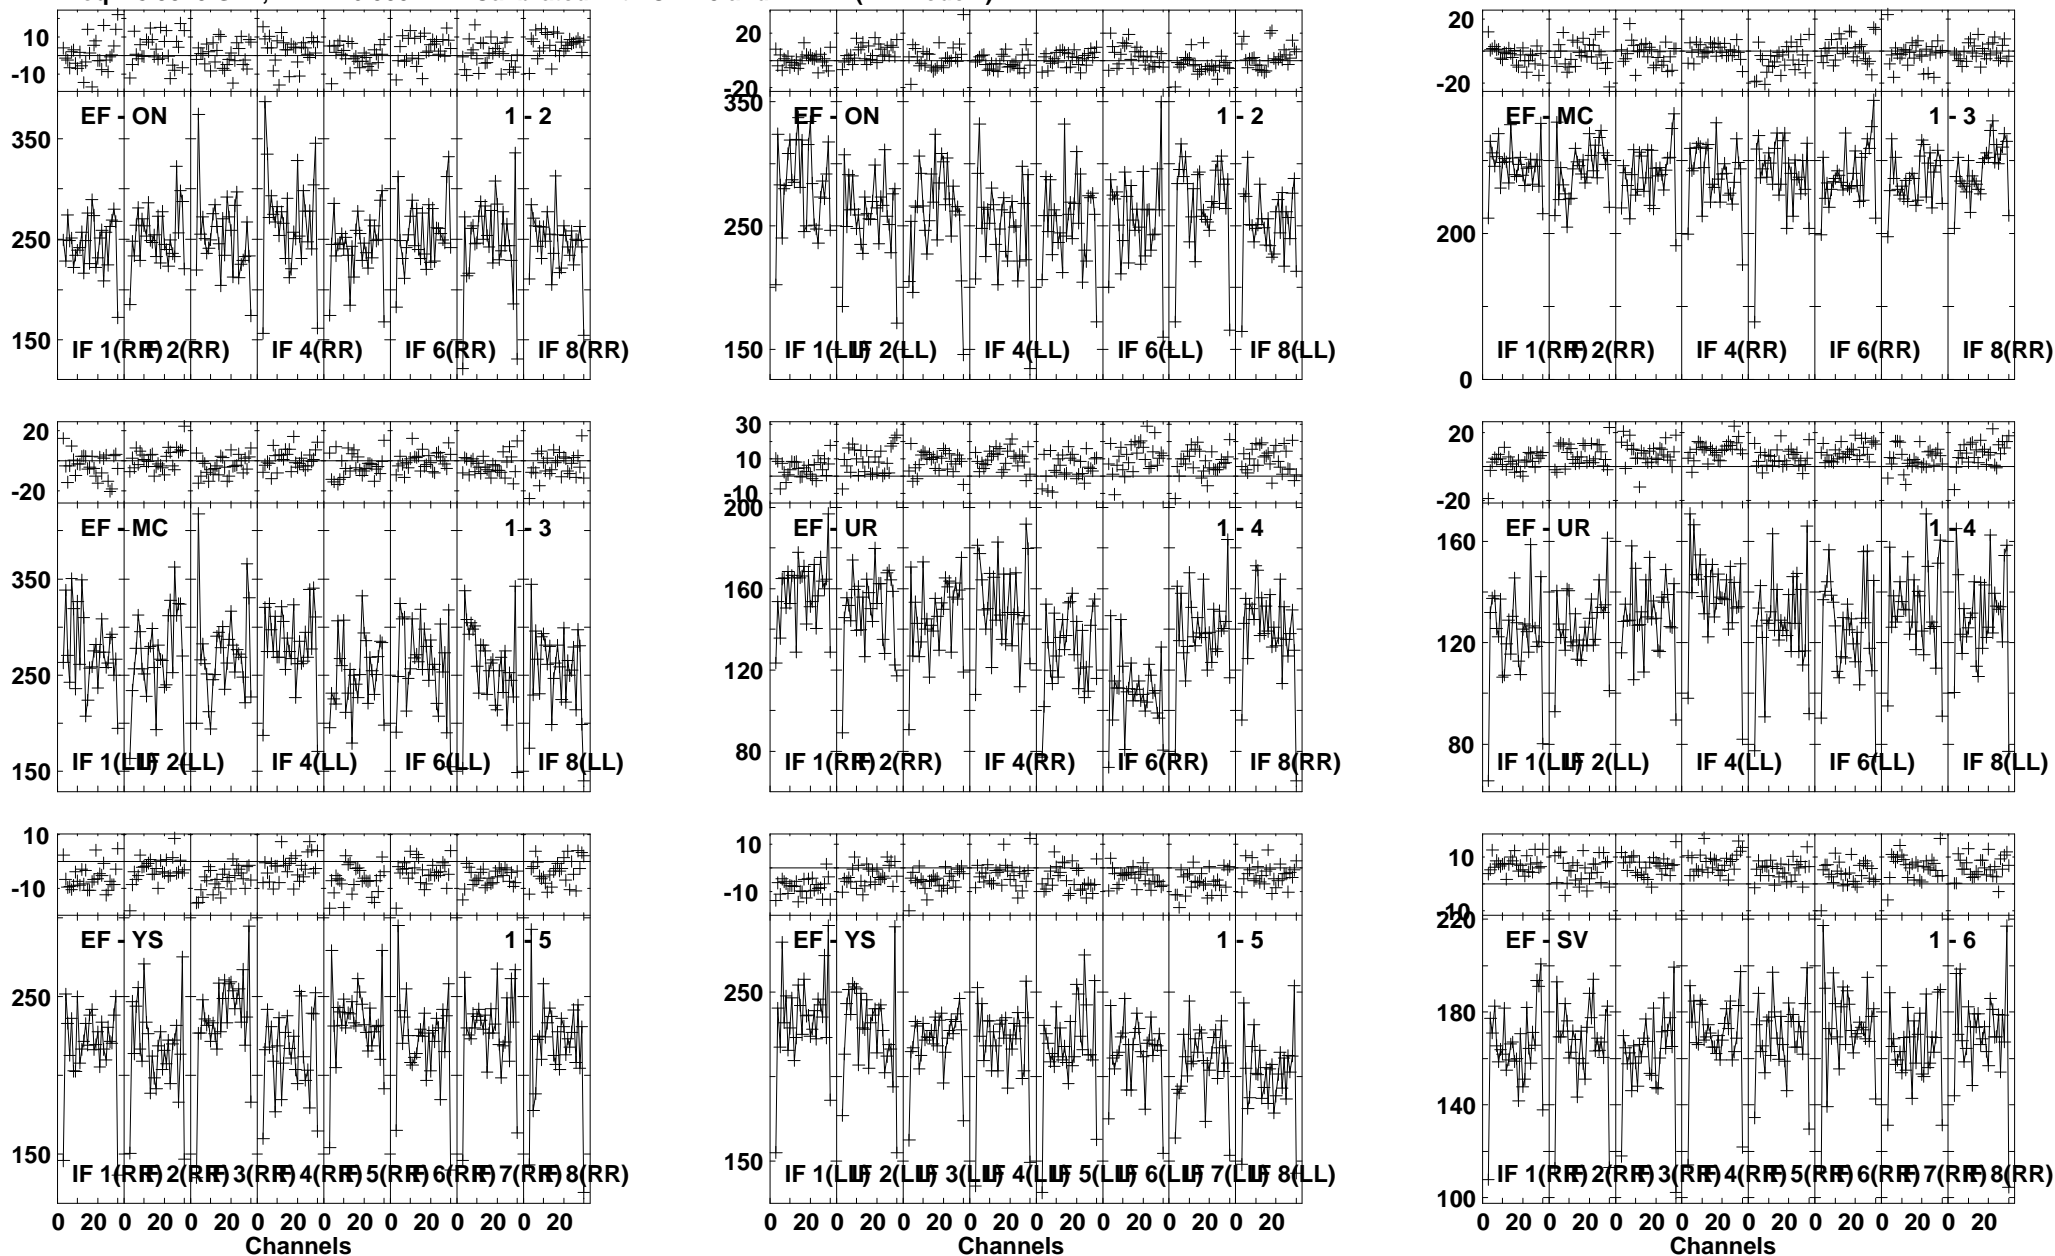 10
-10
EF - ON 1 - 2
350
250
150
IF 1(RR) IF 2(RR) IF 4(RR) IF 6(RR) IF 8(RR)
20
-20
350
EF - ON 1 - 2
250
150
IF 1(LL) IF 2(LL) IF 4(LL) IF 6(LL) IF 8(LL)
20
-20
EF - MC 1 - 3
200
0
IF 1(RR) IF 2(RR) IF 4(RR) IF 6(RR) IF 8(RR)
20
-20
EF - MC 1 - 3
350
250
150
IF 1(LL) IF 2(LL) IF 4(LL) IF 6(LL) IF 8(LL)
30
10
-10
200
EF - UR 1 - 4
160
120
80
IF 1(RR) IF 2(RR) IF 4(RR) IF 6(RR) IF 8(RR)
20
-20
EF - UR 1 - 4
160
120
80
IF 1(LL) IF 2(LL) IF 4(LL) IF 6(LL) IF 8(LL)
10
-10
EF - YS 1 - 5
250
150
IF 1(RR) IF 2(RR) IF 3(RR) IF 4(RR) IF 5(RR) IF 6(RR) IF 7(RR) IF 8(RR)
0 20 0 20 0 20 0 20 0 20 0 20 0 20 0 20
Channels
10
-10
EF - YS 1 - 5
250
150
IF 1(LL) IF 2(LL) IF 3(LL) IF 4(LL) IF 5(LL) IF 6(LL) IF 7(LL) IF 8(LL)
0 20 0 20 0 20 0 20 0 20 0 20 0 20 0 20
Channels
10
-10
220
EF - SV 1 - 6
180
140
100
IF 1(RR) IF 2(RR) IF 3(RR) IF 4(RR) IF 5(RR) IF 6(RR) IF 7(RR) IF 8(RR)
0 20 0 20 0 20 0 20 0 20 0 20 0 20 0 20
Channels